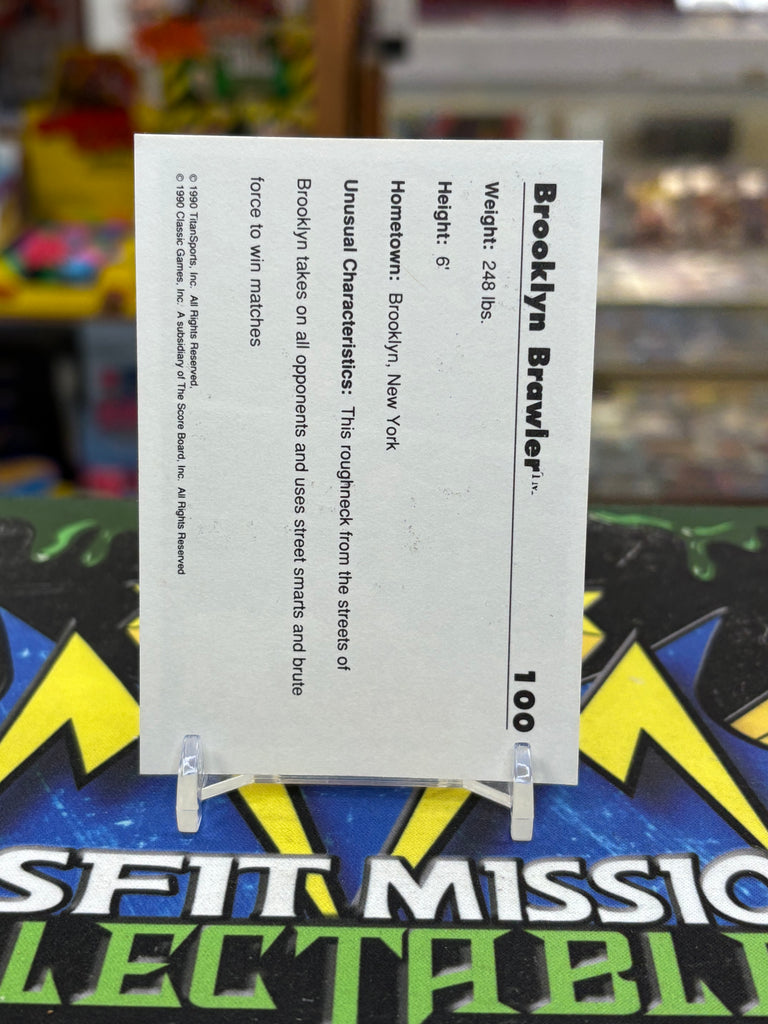 Brooklyn Brawler™ 100
Weight: 248 lbs.
Height: 6'
Hometown: Brooklyn, New York
Unusual Characteristics: This roughneck from the streets of
Brooklyn takes on all opponents and uses street smarts and brute
force to win matches
© 1990 TitanSports, Inc. All Rights Reserved.
© 1990 Classic Games, Inc. A subsidiary of The Score Board, Inc. All Rights Reserved
SFIT MISSIO
LECTABL